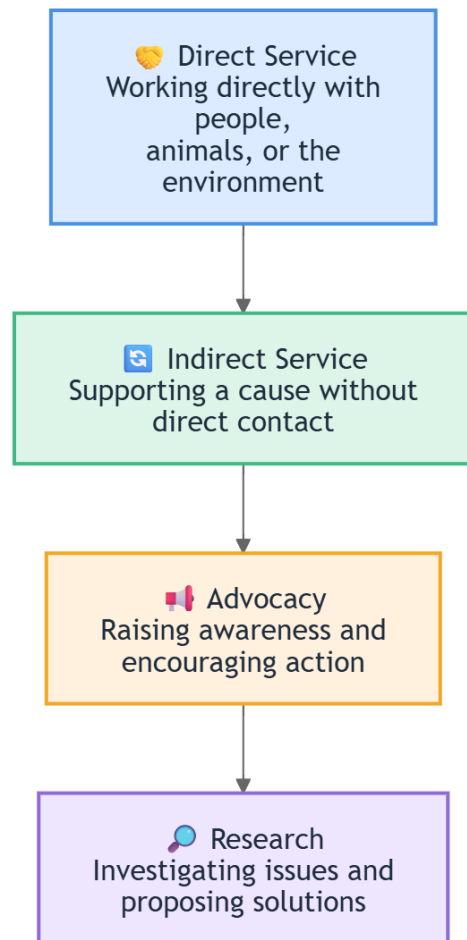 🤝 Direct Service
Working directly with
people,
animals, or the
environment
🔄 Indirect Service
Supporting a cause without
direct contact
📢 Advocacy
Raising awareness and
encouraging action
🔎 Research
Investigating issues and
proposing solutions